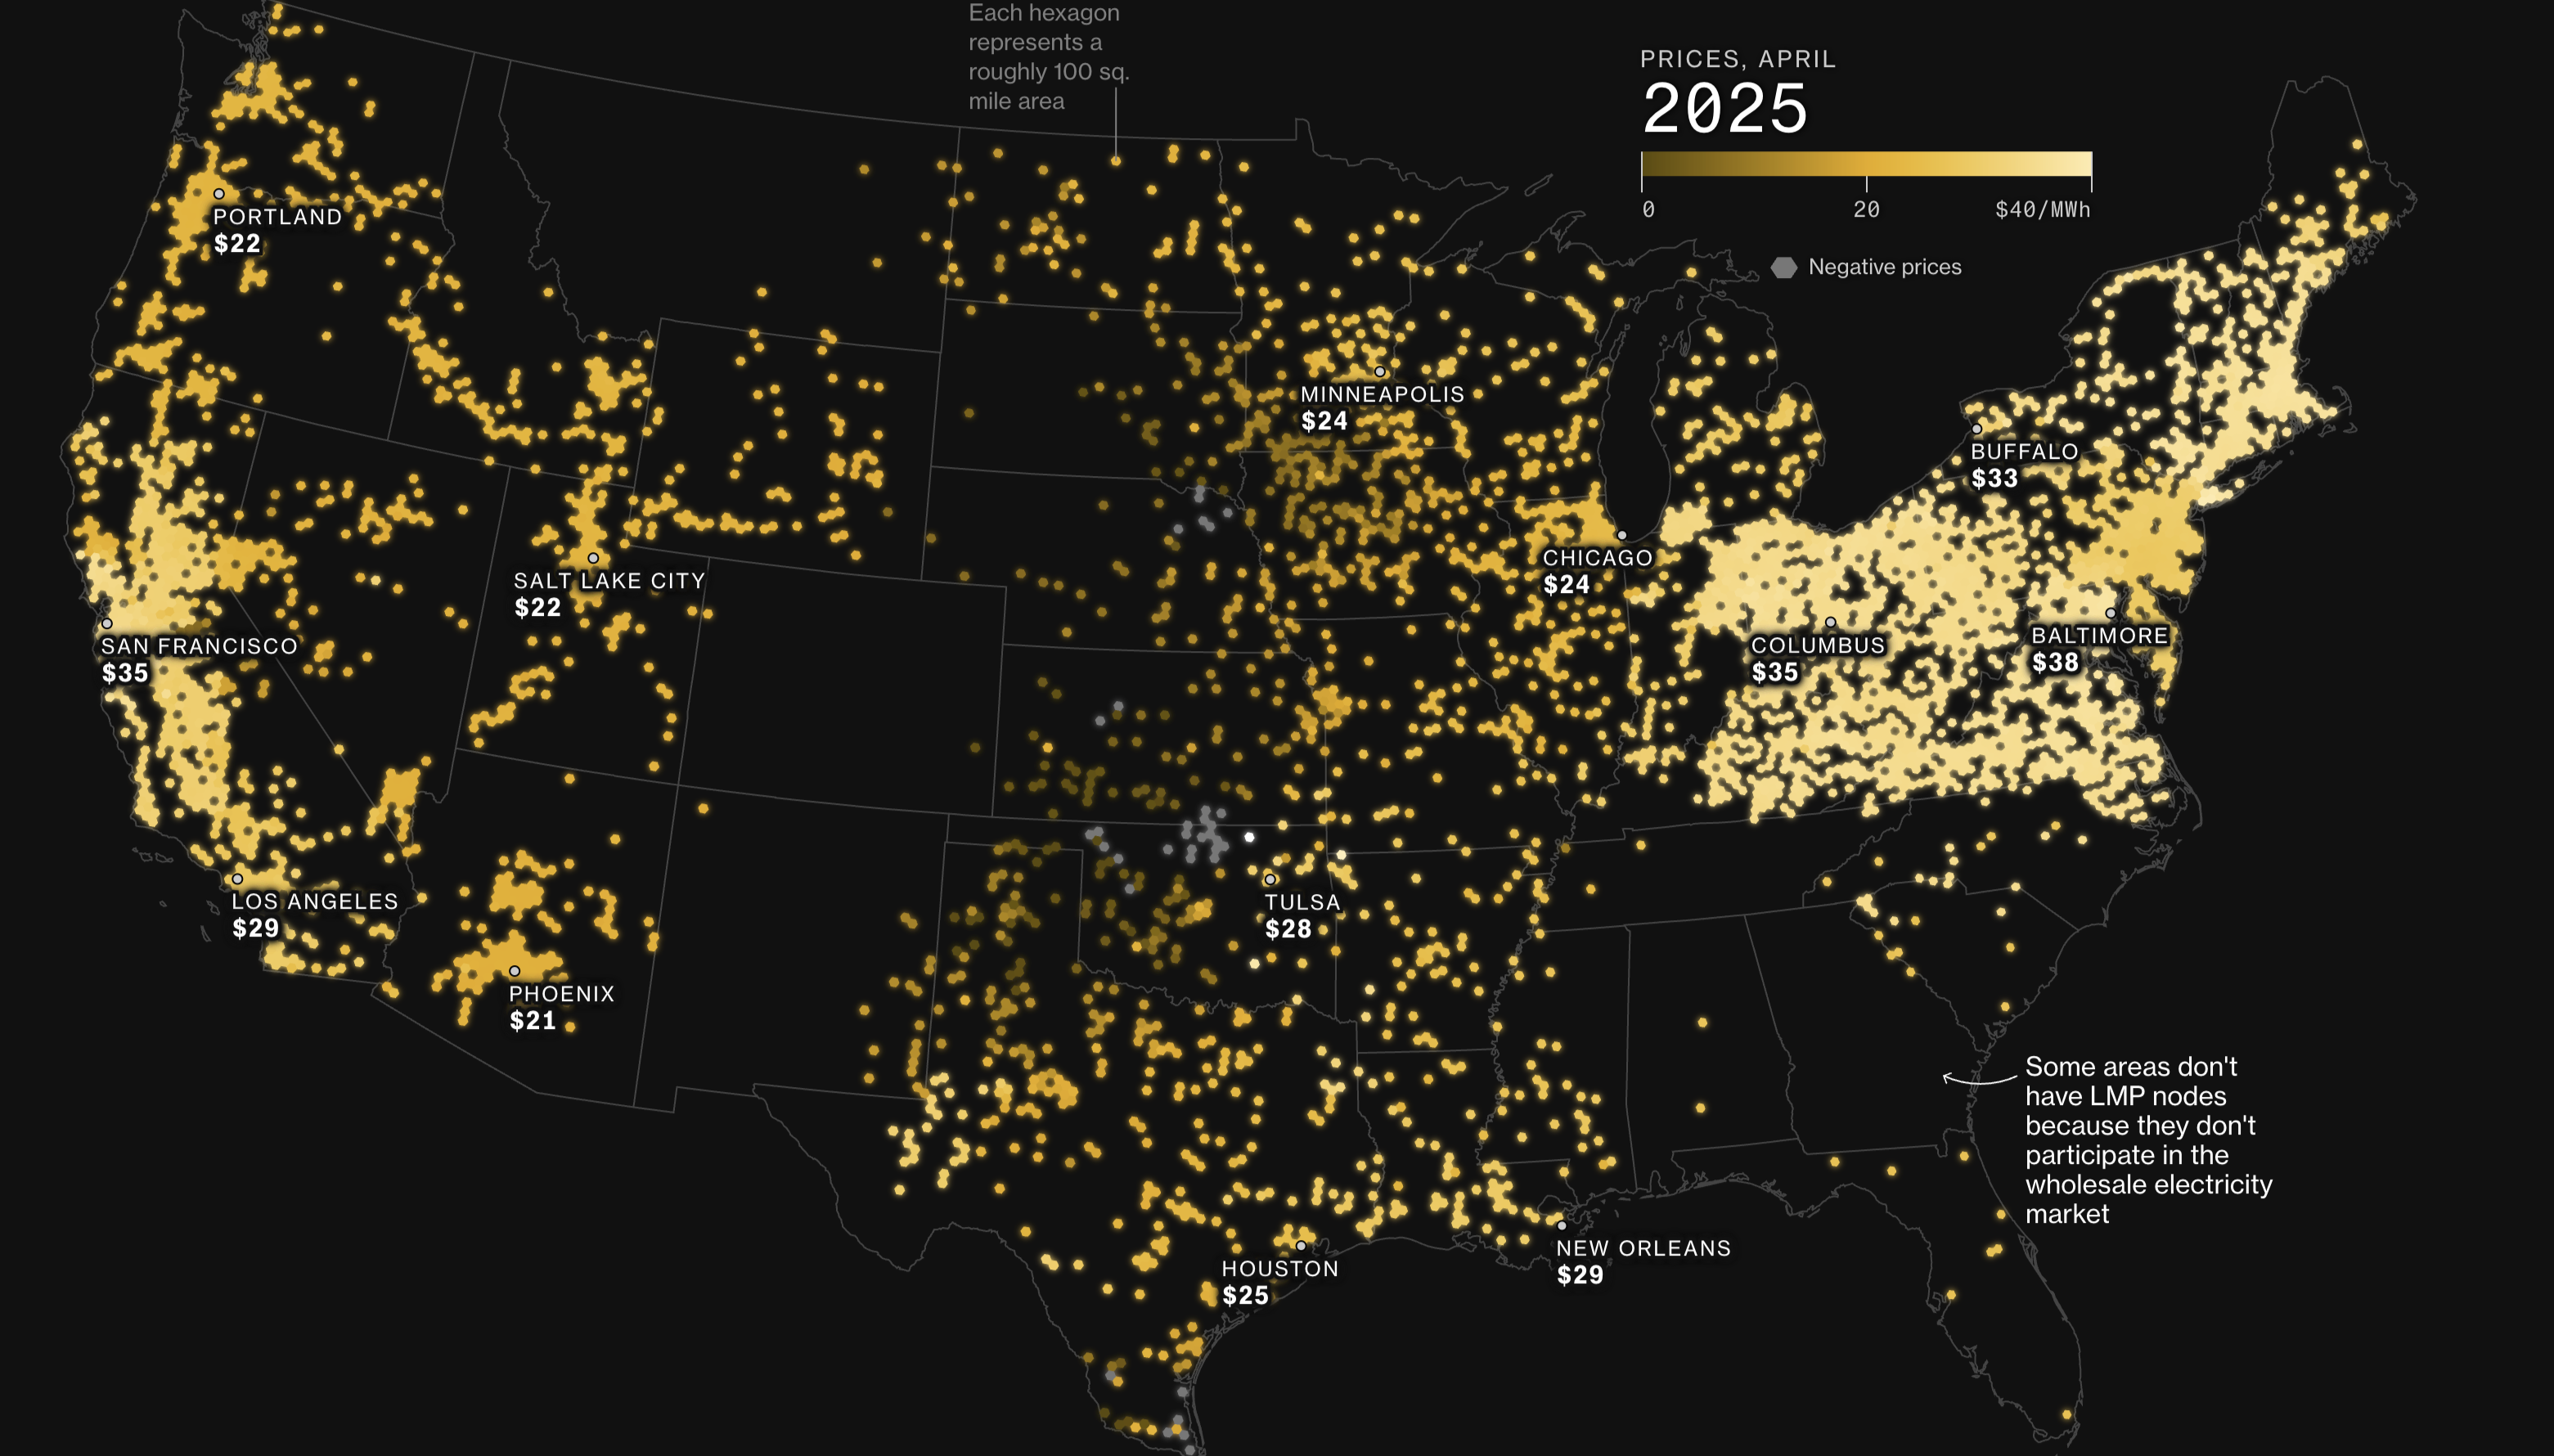 Each hexagon
represents a
roughly 100 sq.
mile area
PRICES, APRIL
2025
0 20 $40/MWh
Negative prices
PORTLAND
$22
MINNEAPOLIS
$24
BUFFALO
$33
CHICAGO
$24
SALT LAKE CITY
$22
SAN FRANCISCO
$35
COLUMBUS
$35
BALTIMORE
$38
LOS ANGELES
$29
TULSA
$28
PHOENIX
$21
Some areas don't
have LMP nodes
because they don't
participate in the
wholesale electricity
market
NEW ORLEANS
$29
HOUSTON
$25